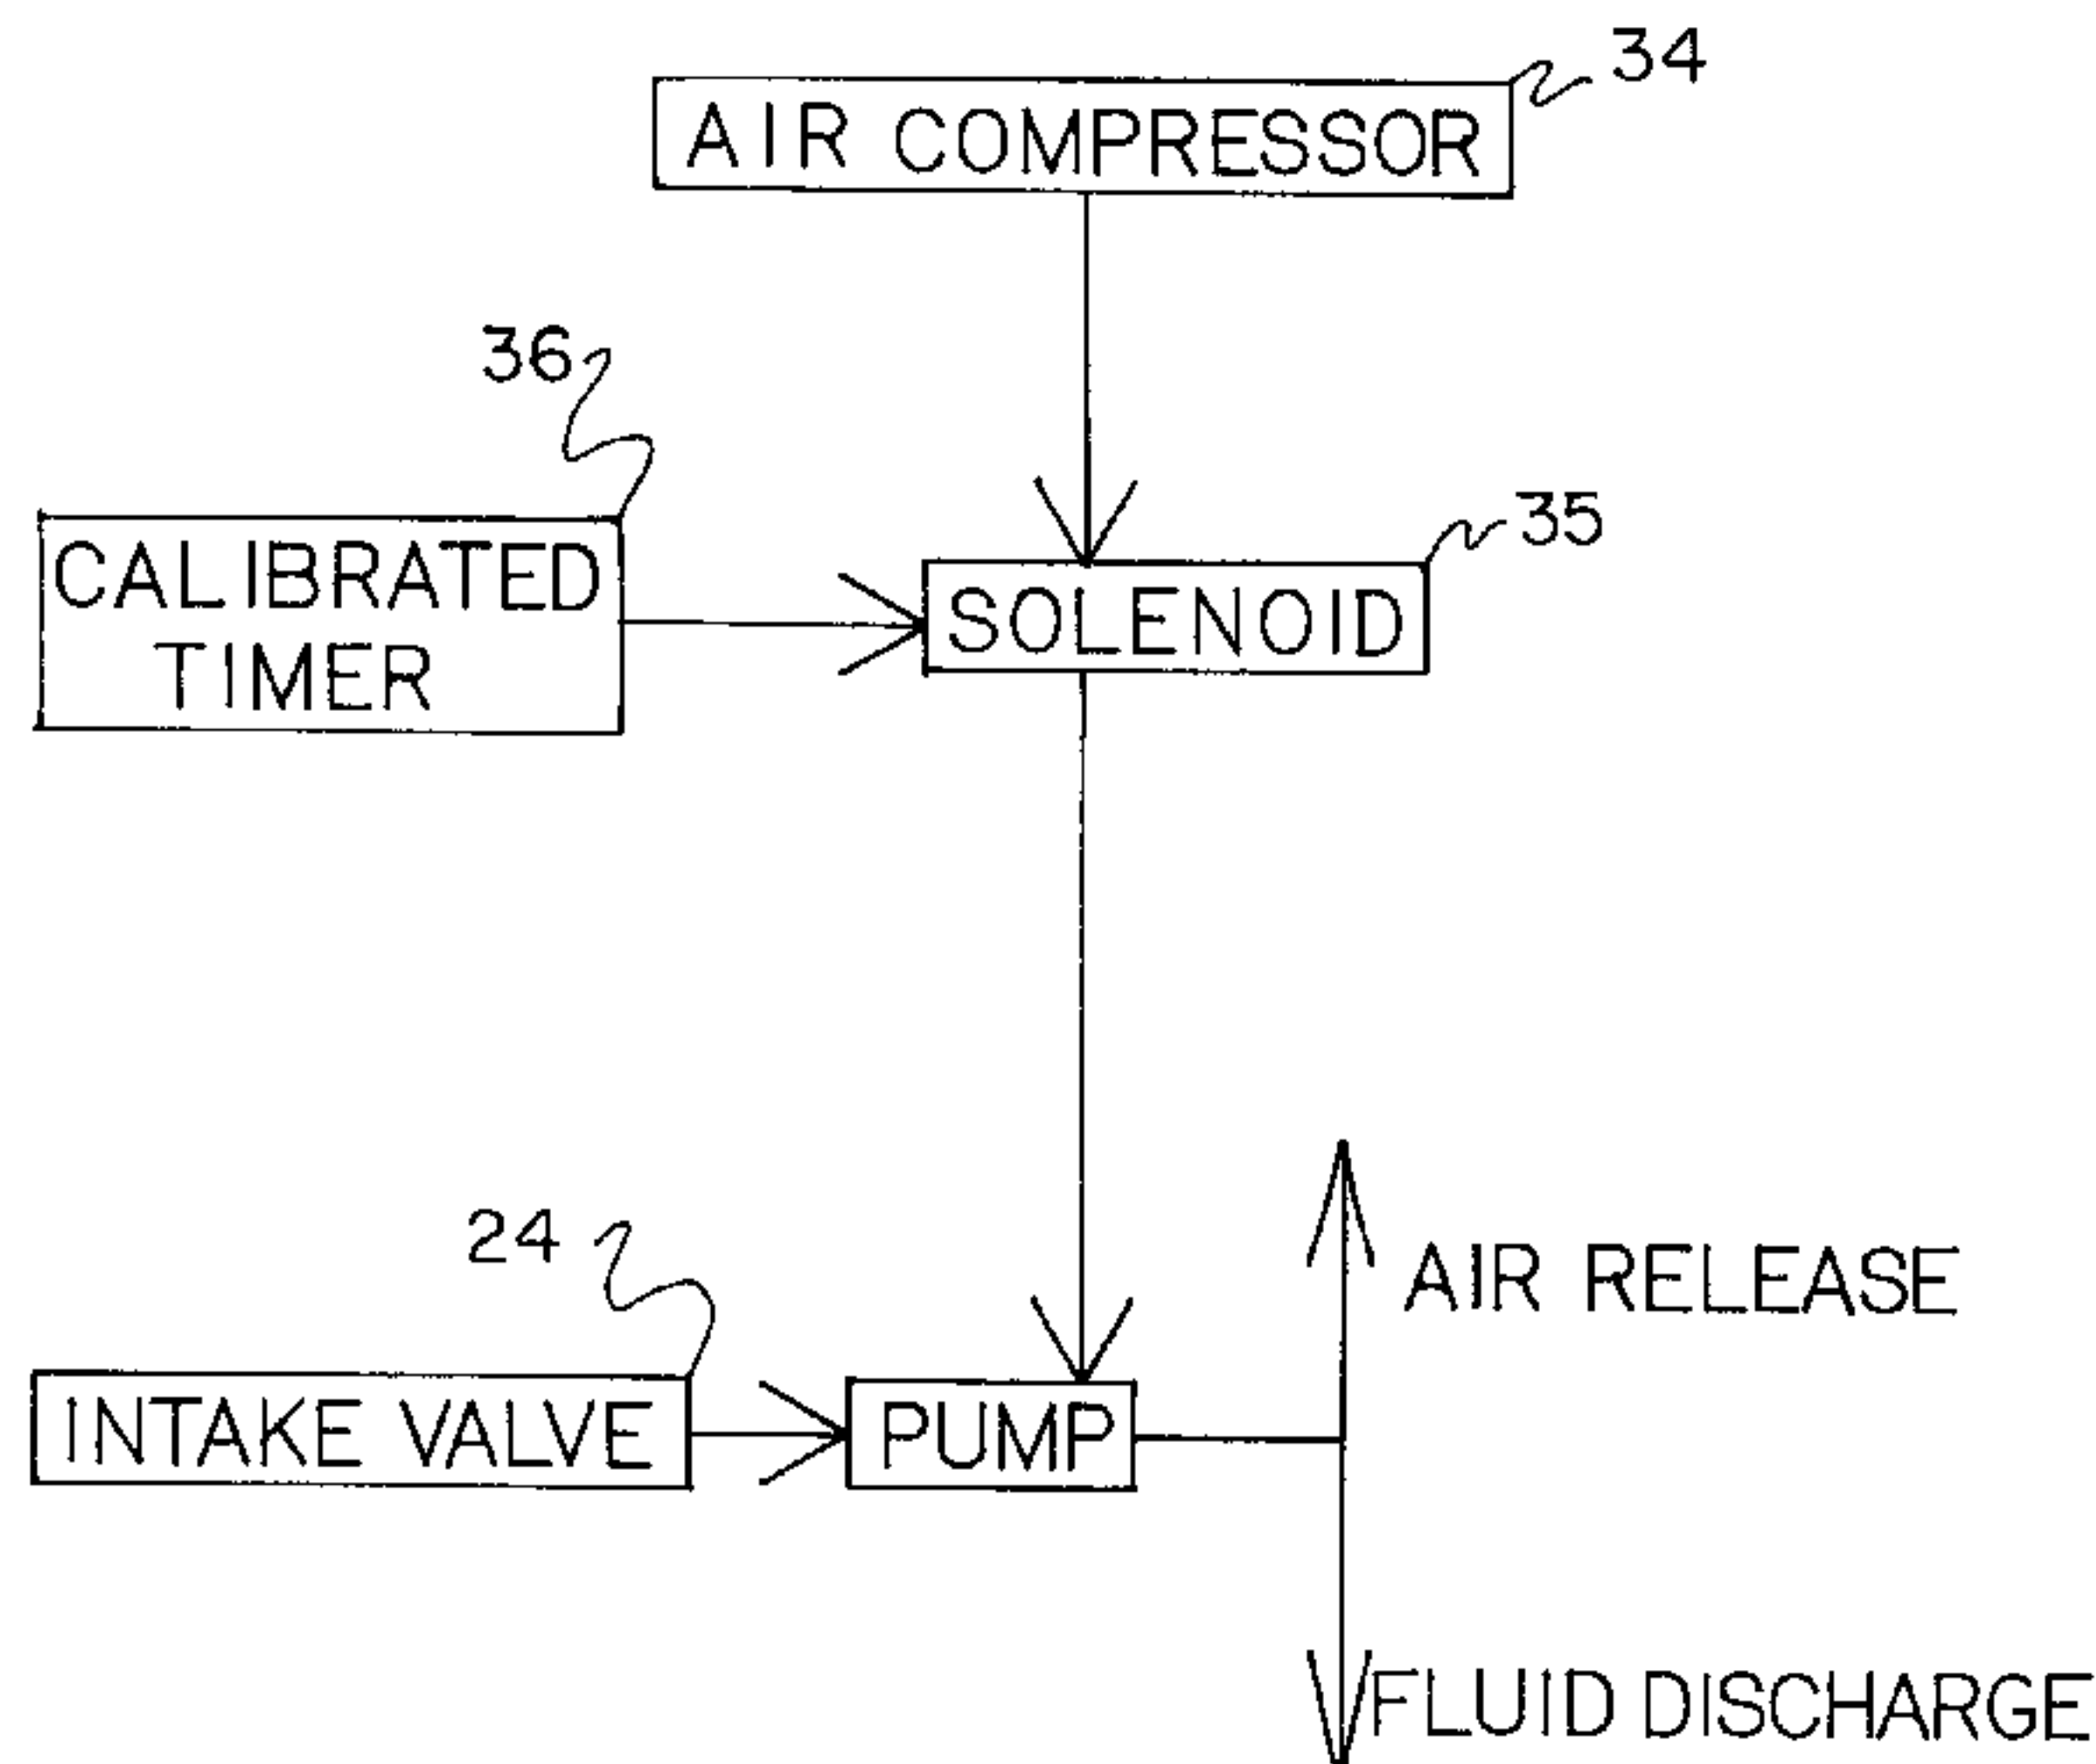 34
AIR COMPRESSOR
36
35
CALIBRATED
TIMER
SOLENOID
24
AIR RELEASE
INTAKE VALVE
PUMP
FLUID DISCHARGE